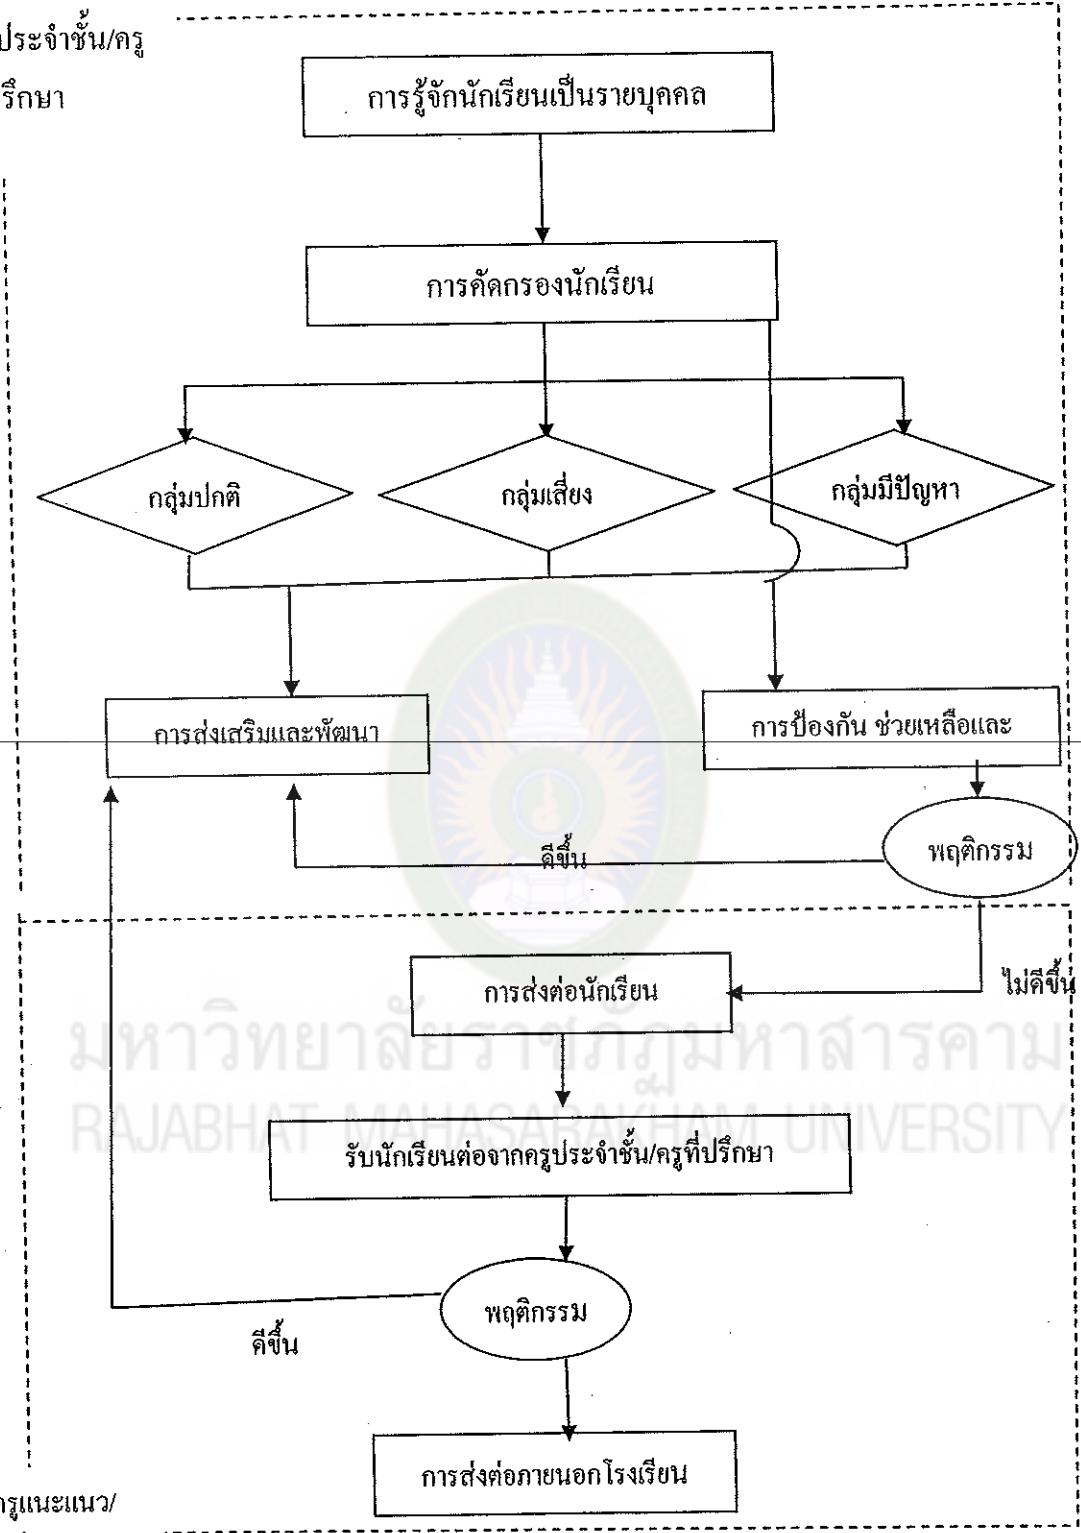 ประจำชั้น/ครู
รึกษา
การรู้จักนักเรียนเป็นรายบุคคล
การคัดกรองนักเรียน
กลุ่มปกติ
กลุ่มเสี่ยง
กลุ่มมีปัญหา
การส่งเสริมและพัฒนา
การป้องกัน ช่วยเหลือและ
พฤติกรรม
ดีขึ้น
การส่งต่อนักเรียน
ไม่ดีขึ้น
มหาวิทยาลัยราชภัฏมหาสารคาม
RAJABHAT MAHASARAKHAM UNIVERSITY
รับนักเรียนต่อจากครูประจำชั้น/ครูที่ปรึกษา
พฤติกรรม
ดีขึ้น
การส่งต่อภายนอกโรงเรียน
ครูแนะแนว/